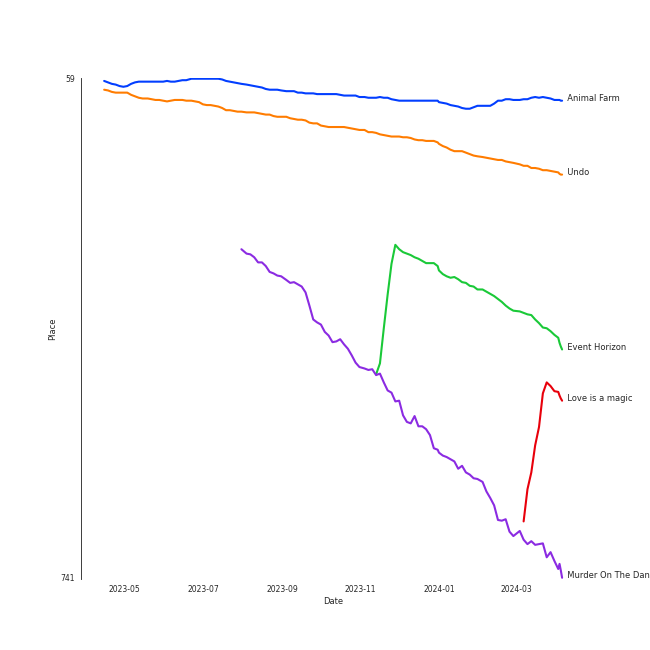 59
Animal Farm
Undo
Place
Event Horizon
Love is a magic
741
Murder On The Dan
2023-05 2023-07 2023-09 2023-11 2024-01 2024-03
Date